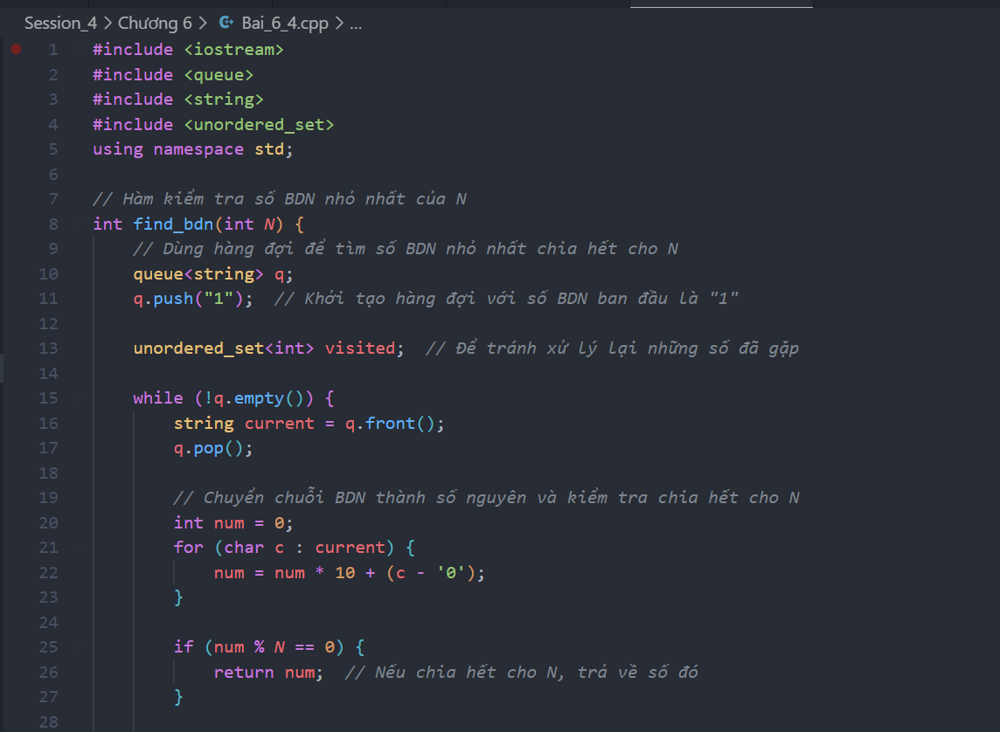 Session_4 > Chương 6 > Bai_6_4.cpp > ...
1 #include <iostream>
2 #include <queue>
3 #include <string>
4 #include <unordered_set>
5 using namespace std;
6
7 // Hàm kiểm tra số BDN nhỏ nhất của N
8 int find_bdn(int N) {
9 // Dùng hàng đợi để tìm số BDN nhỏ nhất chia hết cho N
10 queue<string> q;
11 q.push("1"); // Khởi tạo hàng đợi với số BDN ban đầu là "1"
12
13 unordered_set<int> visited; // Để tránh xử lý lại những số đã gặp
14
15 while (!q.empty()) {
16 string current = q.front();
17 q.pop();
18
19 // Chuyển chuỗi BDN thành số nguyên và kiểm tra chia hết cho N
20 int num = 0;
21 for (char c : current) {
22 num = num * 10 + (c - '0');
23 }
24
25 if (num % N == 0) {
26 return num; // Nếu chia hết cho N, trả về số đó
27 }
28